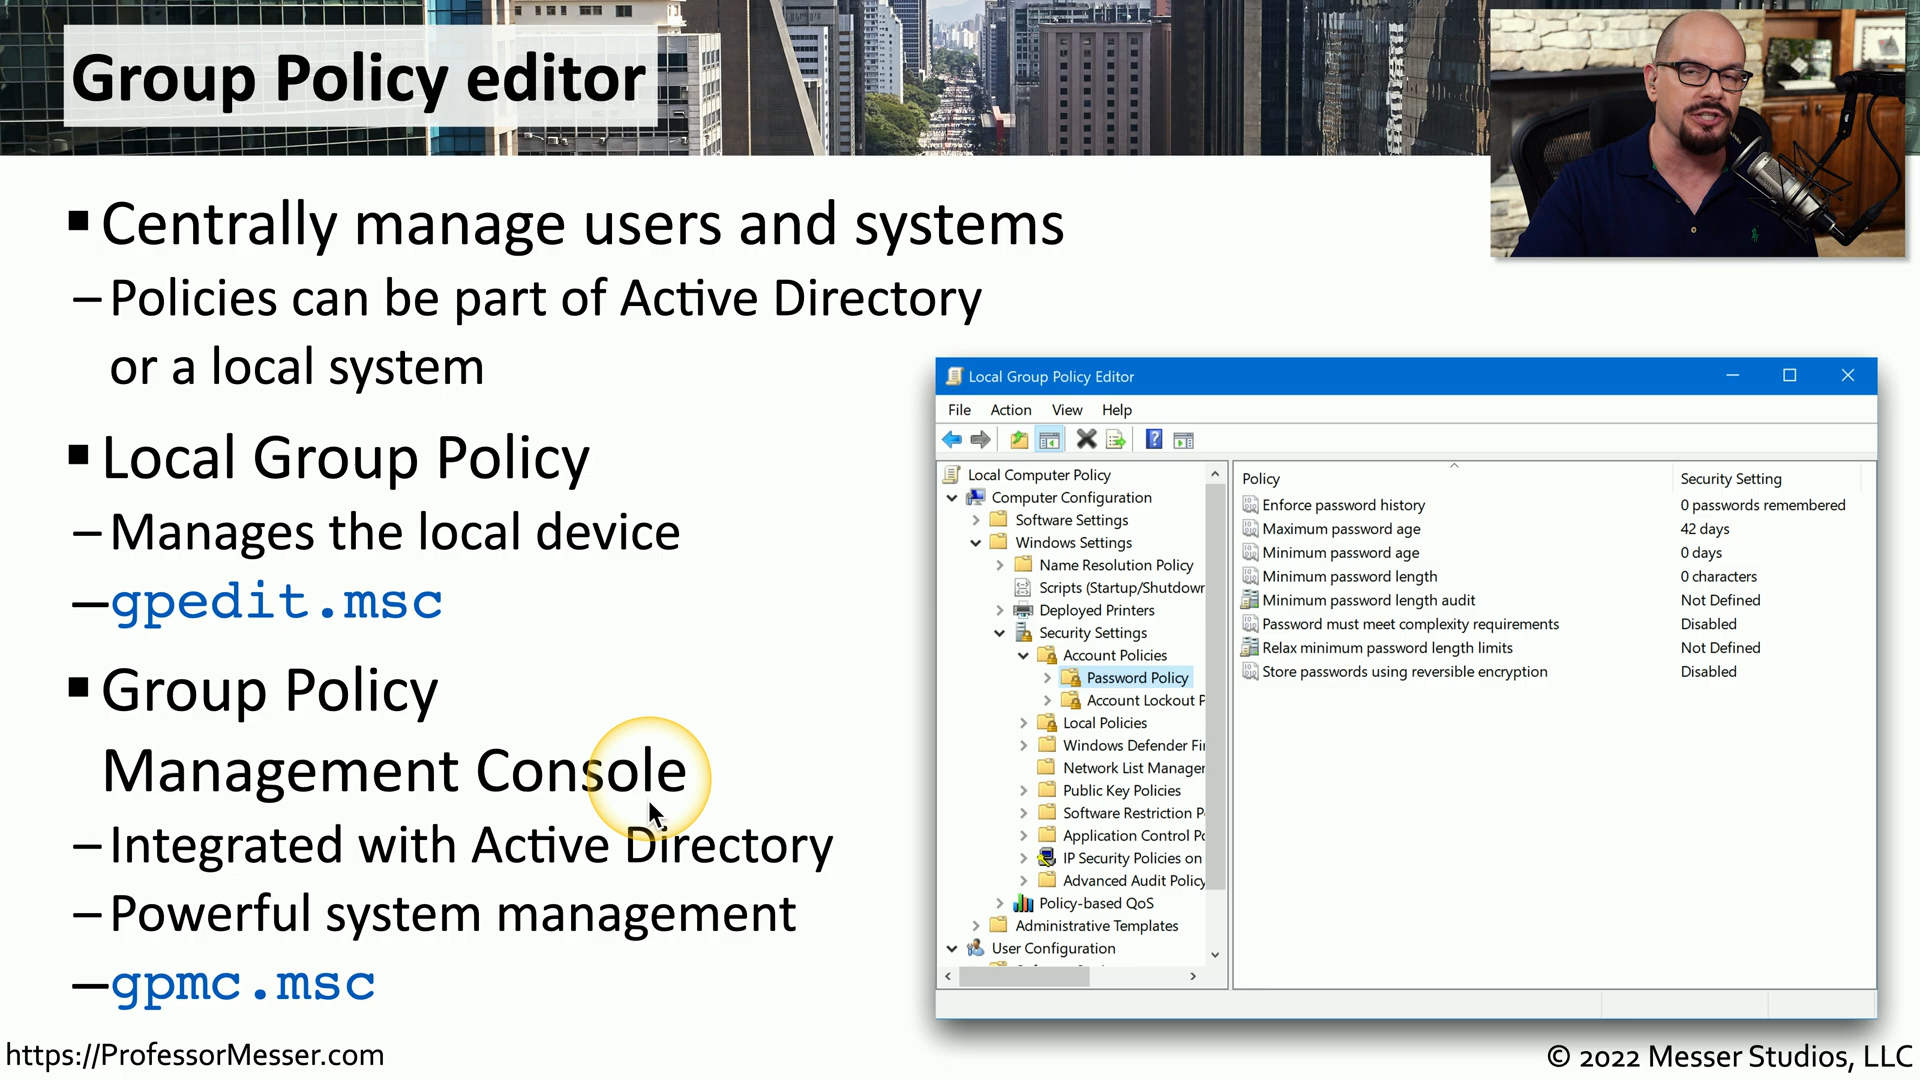 Group Policy editor
▪Centrally manage users and systems
–Policies can be part of Active Directory
or a local system
▪Local Group Policy
–Manages the local device
–gpedit.msc
▪Group Policy
Management Console
–Integrated with Active Directory
–Powerful system management
–gpmc.msc
https://ProfessorMesser.com
Local Group Policy Editor
File Action View Help
Local Computer Policy
Computer Configuration
Software Settings
Windows Settings
Name Resolution Policy
Scripts (Startup/Shutdown
Deployed Printers
Security Settings
Account Policies
Password Policy
Account Lockout P
Local Policies
Windows Defender Fi
Network List Manager
Public Key Policies
Software Restriction P
Application Control Po
IP Security Policies on
Advanced Audit Policy
Policy-based QoS
Administrative Templates
User Configuration
Policy Security Setting
Enforce password history 0 passwords remembered
Maximum password age 42 days
Minimum password age 0 days
Minimum password length 0 characters
Minimum password length audit Not Defined
Password must meet complexity requirements Disabled
Relax minimum password length limits Not Defined
Store passwords using reversible encryption Disabled
© 2022 Messer Studios, LLC